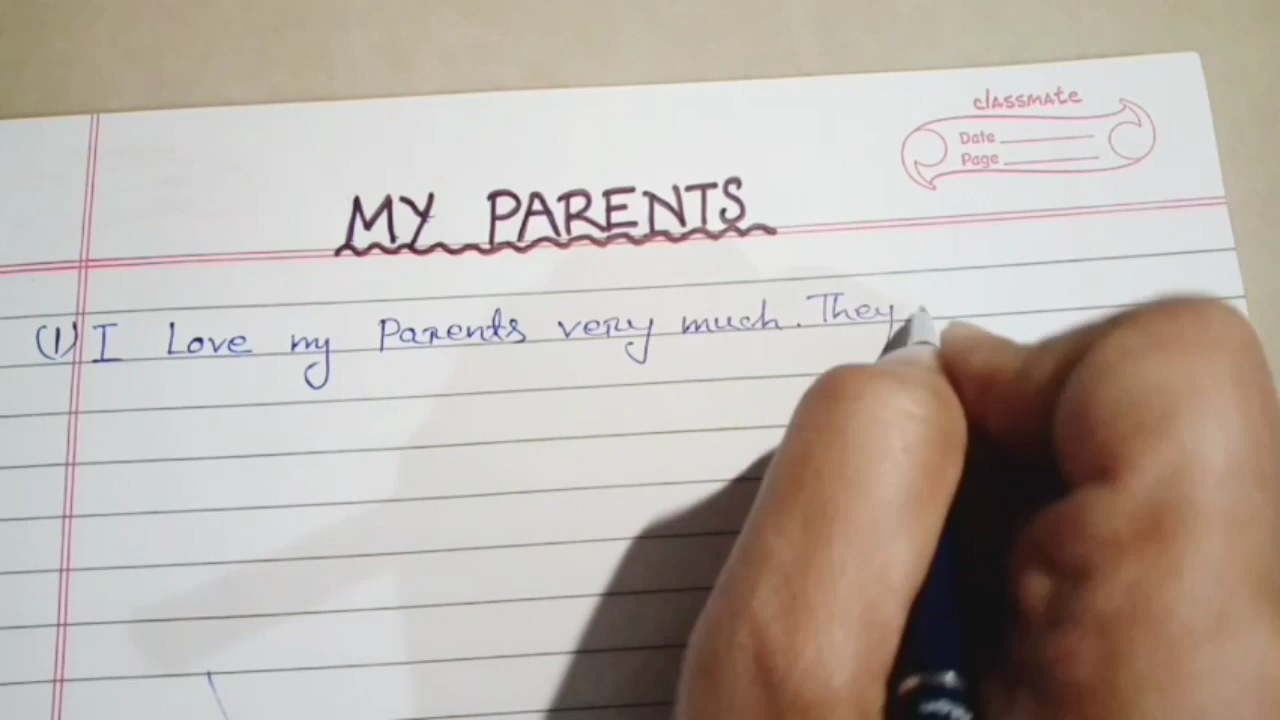 classmate
Date
Page
MY PARENTS
(1) I Love my Parents very much. They